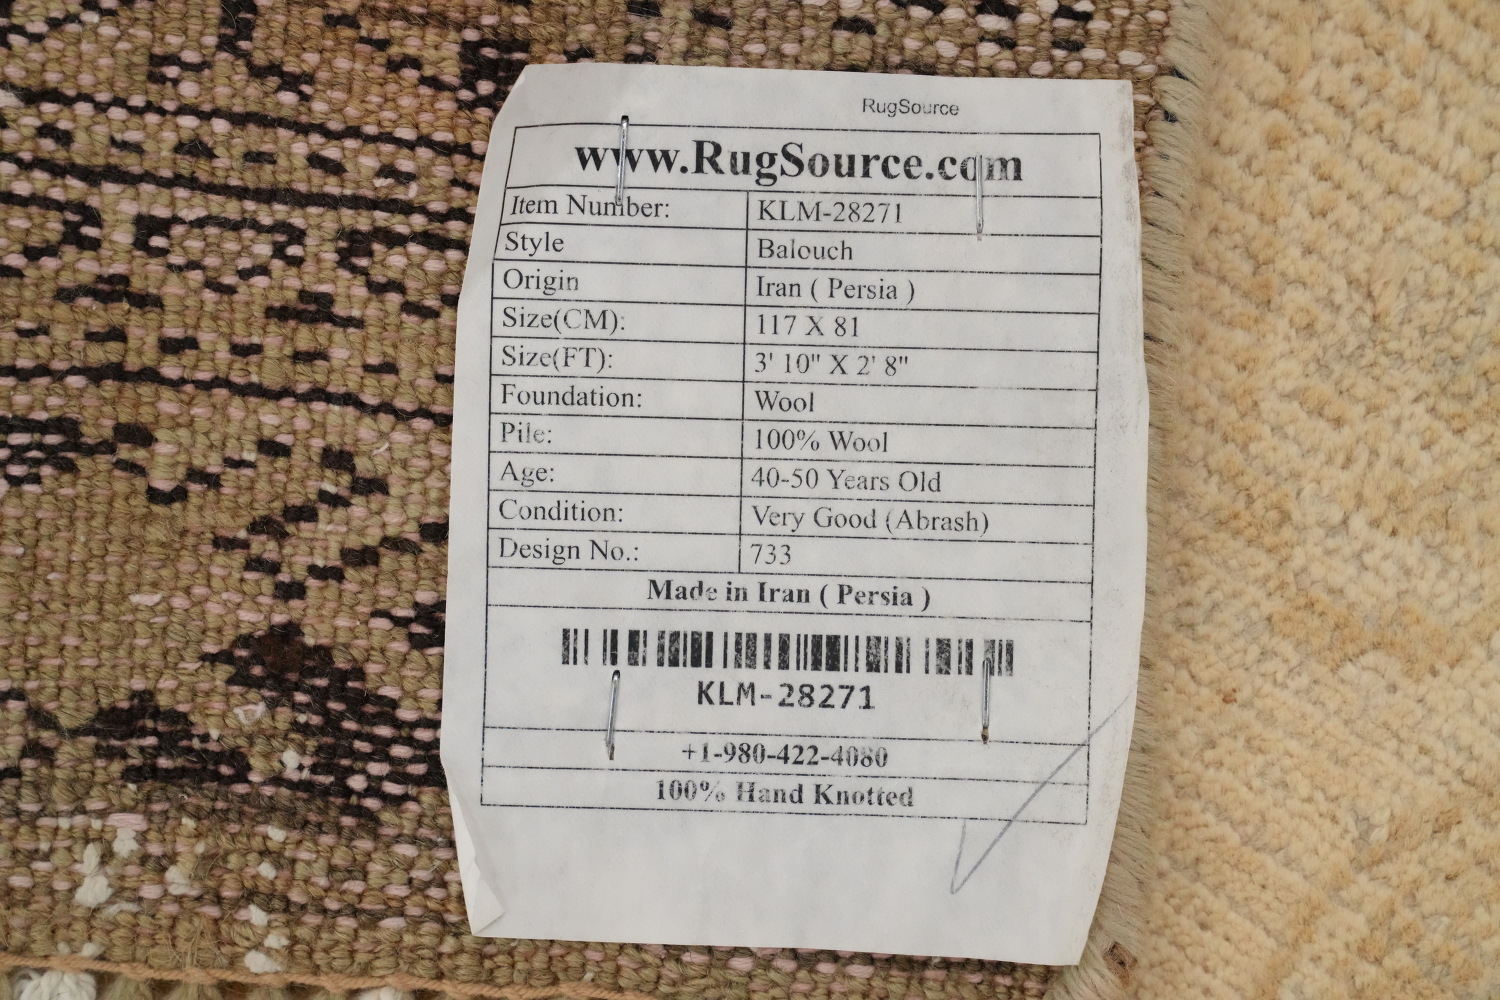 RugSource
www.RugSource.com
Item Number: KLM-28271
Style Balouch
Origin Iran ( Persia )
Size(CM): 117 X 81
Size(FT): 3' 10" X 2' 8"
Foundation: Wool
Pile: 100% Wool
Age: 40-50 Years Old
Condition: Very Good (Abrash)
Design No.: 733
Made in Iran ( Persia )
KLM-28271
+1-980-422-4080
100% Hand Knotted